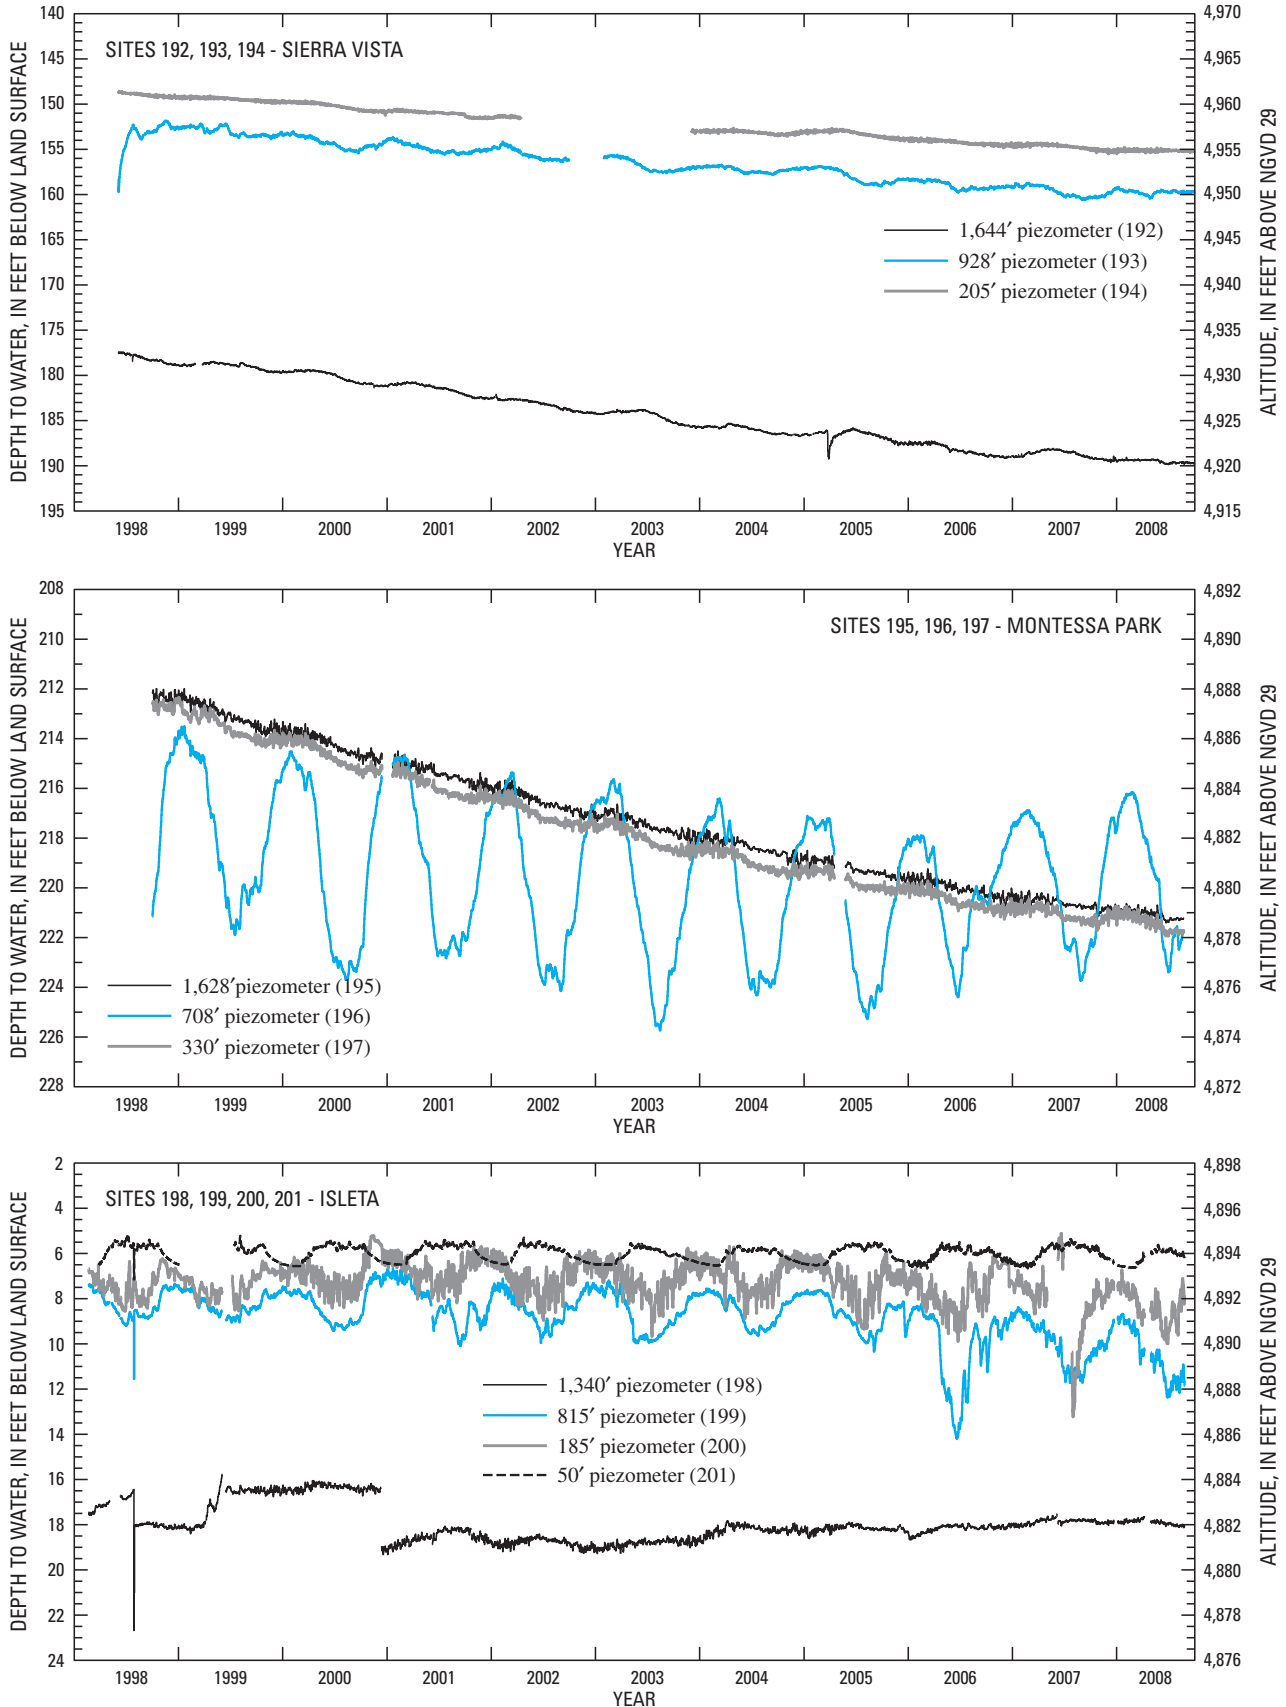 SITES 192, 193, 194 - SIERRA VISTA
DEPTH TO WATER, IN FEET BELOW LAND SURFACE
140
145
150
155
160
165
170
175
180
185
190
195
4,970
4,965
4,960
4,955
4,950
4,945
4,940
4,935
4,930
4,925
4,920
4,915
ALTITUDE, IN FEET ABOVE NGVD 29
1,644′ piezometer (192)
928′ piezometer (193)
205′ piezometer (194)
1998 1999 2000 2001 2002 2003 2004 2005 2006 2007 2008
YEAR
SITES 195, 196, 197 - MONTESSA PARK
DEPTH TO WATER, IN FEET BELOW LAND SURFACE
208
210
212
214
216
218
220
222
224
226
228
4,892
4,890
4,888
4,886
4,884
4,882
4,880
4,878
4,876
4,874
4,872
ALTITUDE, IN FEET ABOVE NGVD 29
1,628′piezometer (195)
708′ piezometer (196)
330′ piezometer (197)
1998 1999 2000 2001 2002 2003 2004 2005 2006 2007 2008
YEAR
SITES 198, 199, 200, 201 - ISLETA
DEPTH TO WATER, IN FEET BELOW LAND SURFACE
2
4
6
8
10
12
14
16
18
20
22
24
4,898
4,896
4,894
4,892
4,890
4,888
4,886
4,884
4,882
4,880
4,878
4,876
ALTITUDE, IN FEET ABOVE NGVD 29
1,340′ piezometer (198)
815′ piezometer (199)
185′ piezometer (200)
50′ piezometer (201)
1998 1999 2000 2001 2002 2003 2004 2005 2006 2007 2008
YEAR